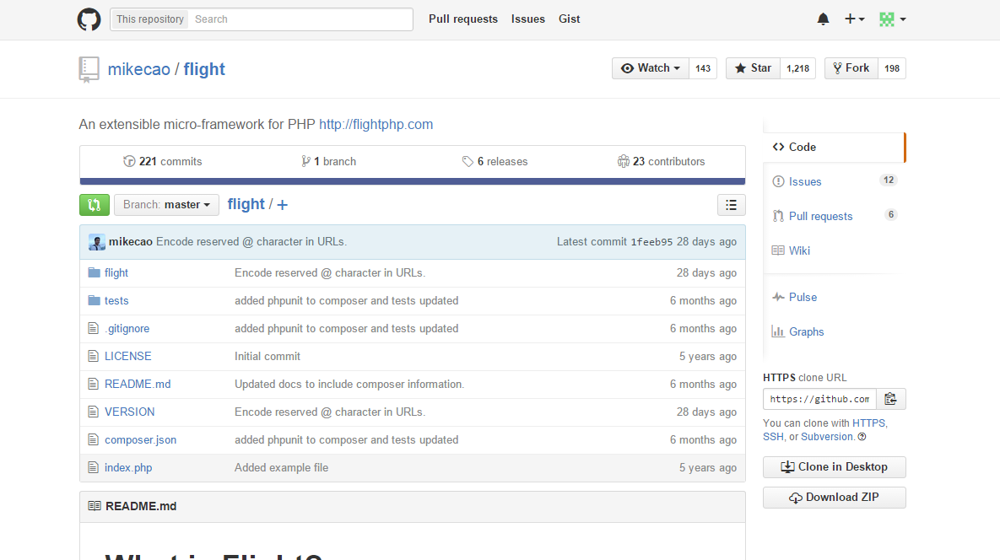 This repository Search Pull requests Issues Gist
mikecao / flight Watch 143 Star 1,218 Fork 198
An extensible micro-framework for PHP http://flightphp.com
221 commits 1 branch 6 releases 23 contributors
Branch: master flight / +
mikecao Encode reserved @ character in URLs. Latest commit 1feeb95 28 days ago
flight Encode reserved @ character in URLs. 28 days ago
tests added phpunit to composer and tests updated 6 months ago
.gitignore added phpunit to composer and tests updated 6 months ago
LICENSE Initial commit 5 years ago
README.md Updated docs to include composer information. 6 months ago
VERSION Encode reserved @ character in URLs. 28 days ago
composer.json added phpunit to composer and tests updated 6 months ago
index.php Added example file 5 years ago
README.md
What is Flight?
Code
Issues 12
Pull requests 6
Wiki
Pulse
Graphs
HTTPS clone URL
https://github.com
You can clone with HTTPS,
SSH, or Subversion.
Clone in Desktop
Download ZIP